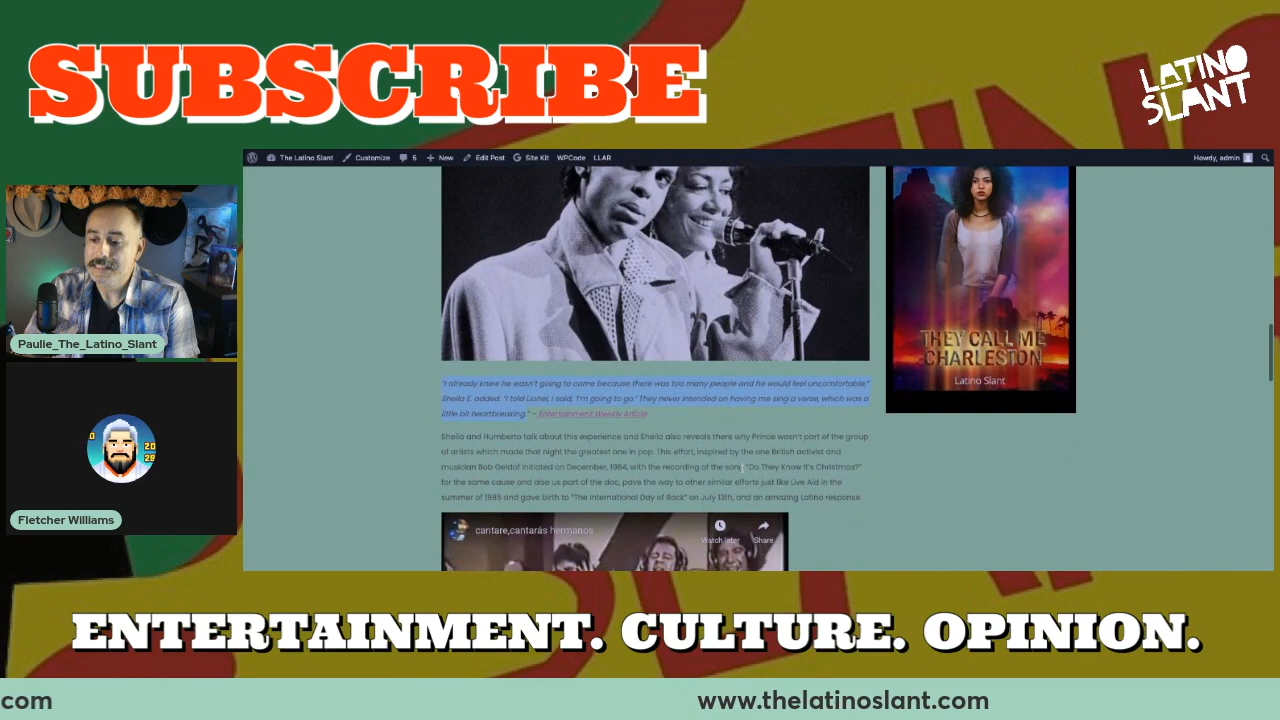 SUBSCRIBE
LATINO
SLANT
The Latino Slant
Customize
5
New
Edit Post
Site Kit
WPCode
LLAR
Howdy, admin
THEY CALL ME
CHARLESTON
Latino Slant
"I already knew he wasn't going to come because there was too many people and he would feel uncomfortable,"
Sheila E. added. "I told Lionel, I said, 'I'm going to go.' They never intended on having me sing a verse, which was a
little bit heartbreaking." – Entertainment Weekly Article
Sheila and Humberto talk about this experience and Sheila also reveals there why Prince wasn't part of the group
of artists which made that night the greatest one in pop. This effort, inspired by the one British activist and
musician Bob Geldof initiated on December, 1984, with the recording of the song "Do They Know It's Christmas?"
for the same cause and also us part of the doc, pave the way to other similar efforts just like Live Aid in the
summer of 1985 and gave birth to "The International Day of Rock" on July 13th, and an amazing Latino response.
cantare,cantarás hermanos
Watch later
Share
Paulie_The_Latino_Slant
0
20
28
Fletcher Williams
ENTERTAINMENT. CULTURE. OPINION.
com
www.thelatinoslant.com